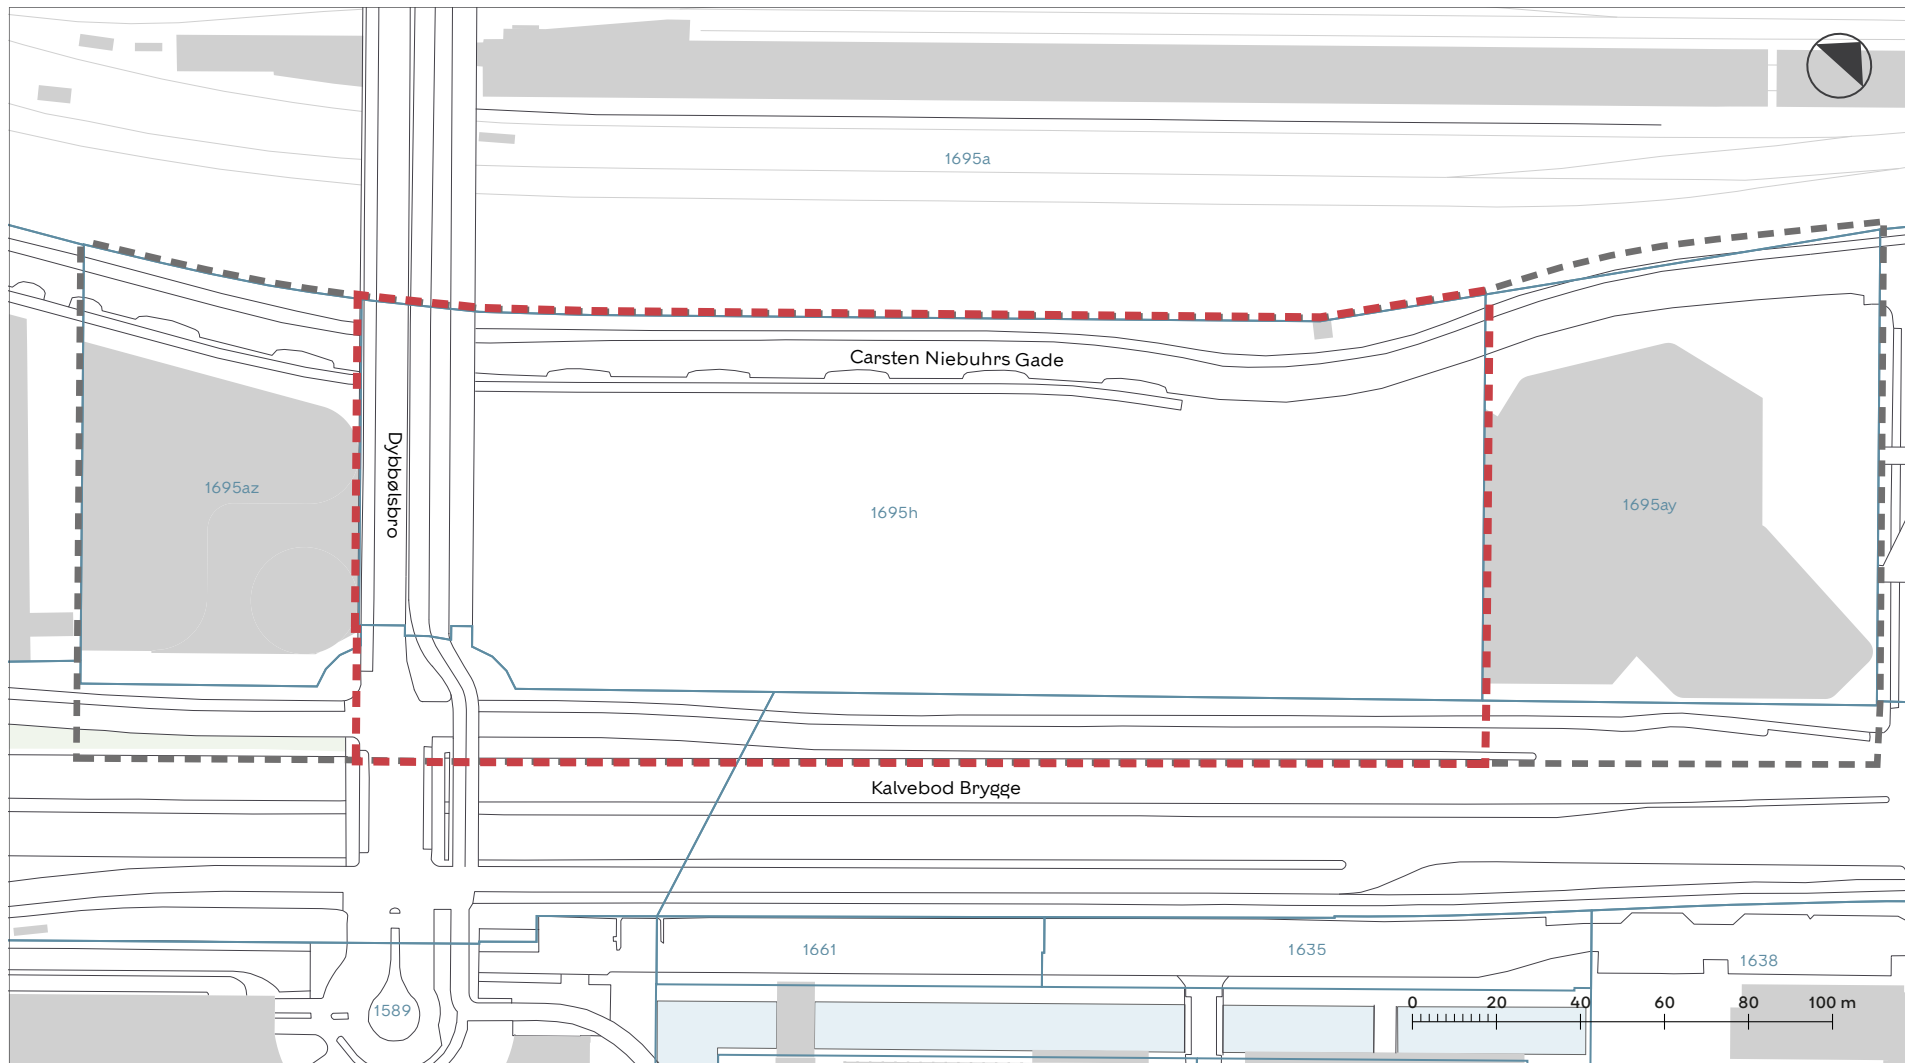 1695a
Carsten Niebuhrs Gade
Dybbølsbro
1695az
1695h
1695ay
Kalvebod Brygge
1661
1635
1638
1589
0 20 40 60 80 100 m